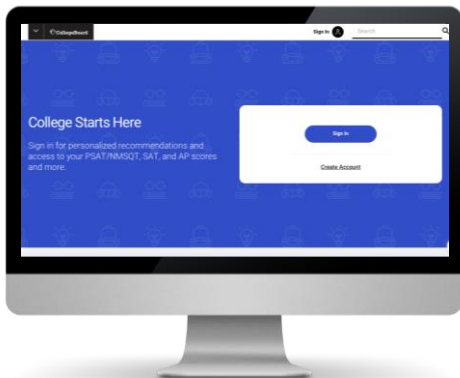 CollegeBoard
Sign In
Search
College Starts Here
Sign in for personalized recommendations and
access to your PSAT/NMSQT, SAT, and AP scores
and more.
Sign In
Create Account